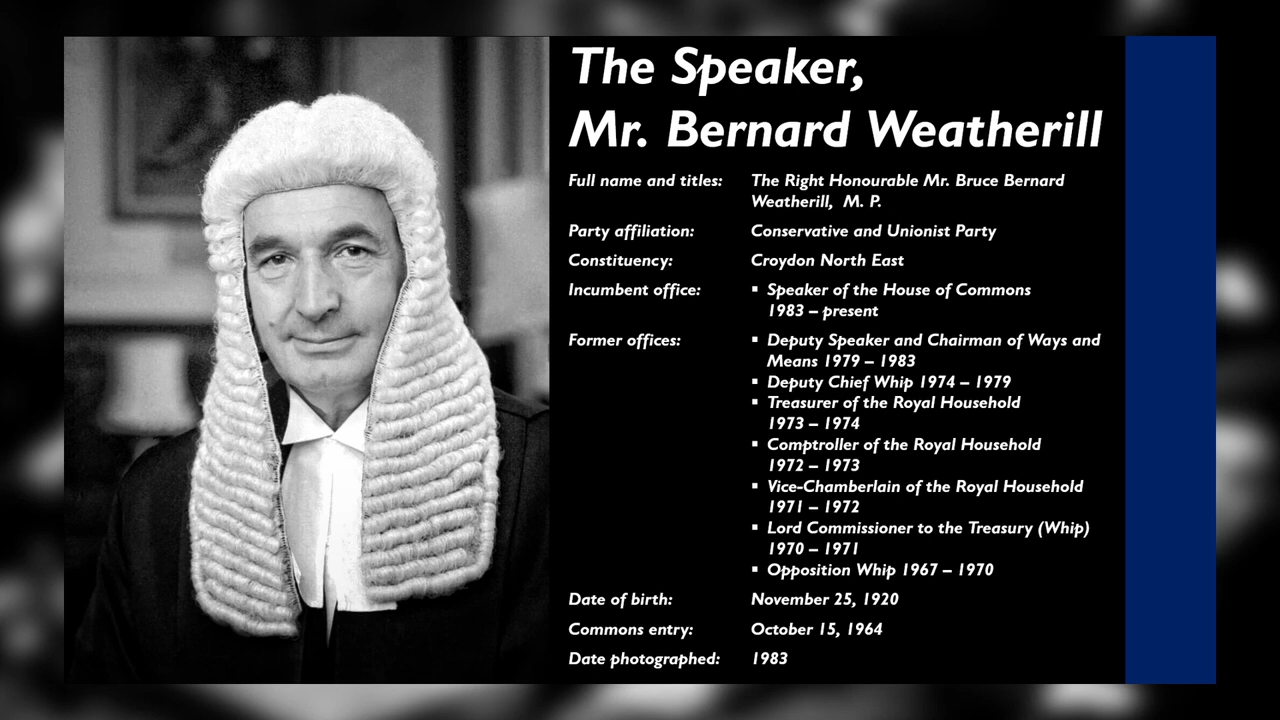 The Speaker,
Mr. Bernard Weatherill
Full name and titles: The Right Honourable Mr. Bruce Bernard
Weatherill, M. P.
Party affiliation: Conservative and Unionist Party
Constituency: Croydon North East
Incumbent office: ▪ Speaker of the House of Commons
1983 – present
Former offices: ▪ Deputy Speaker and Chairman of Ways and
Means 1979 – 1983
▪ Deputy Chief Whip 1974 – 1979
▪ Treasurer of the Royal Household
1973 – 1974
▪ Comptroller of the Royal Household
1972 – 1973
▪ Vice-Chamberlain of the Royal Household
1971 – 1972
▪ Lord Commissioner to the Treasury (Whip)
1970 – 1971
▪ Opposition Whip 1967 – 1970
Date of birth: November 25, 1920
Commons entry: October 15, 1964
Date photographed: 1983